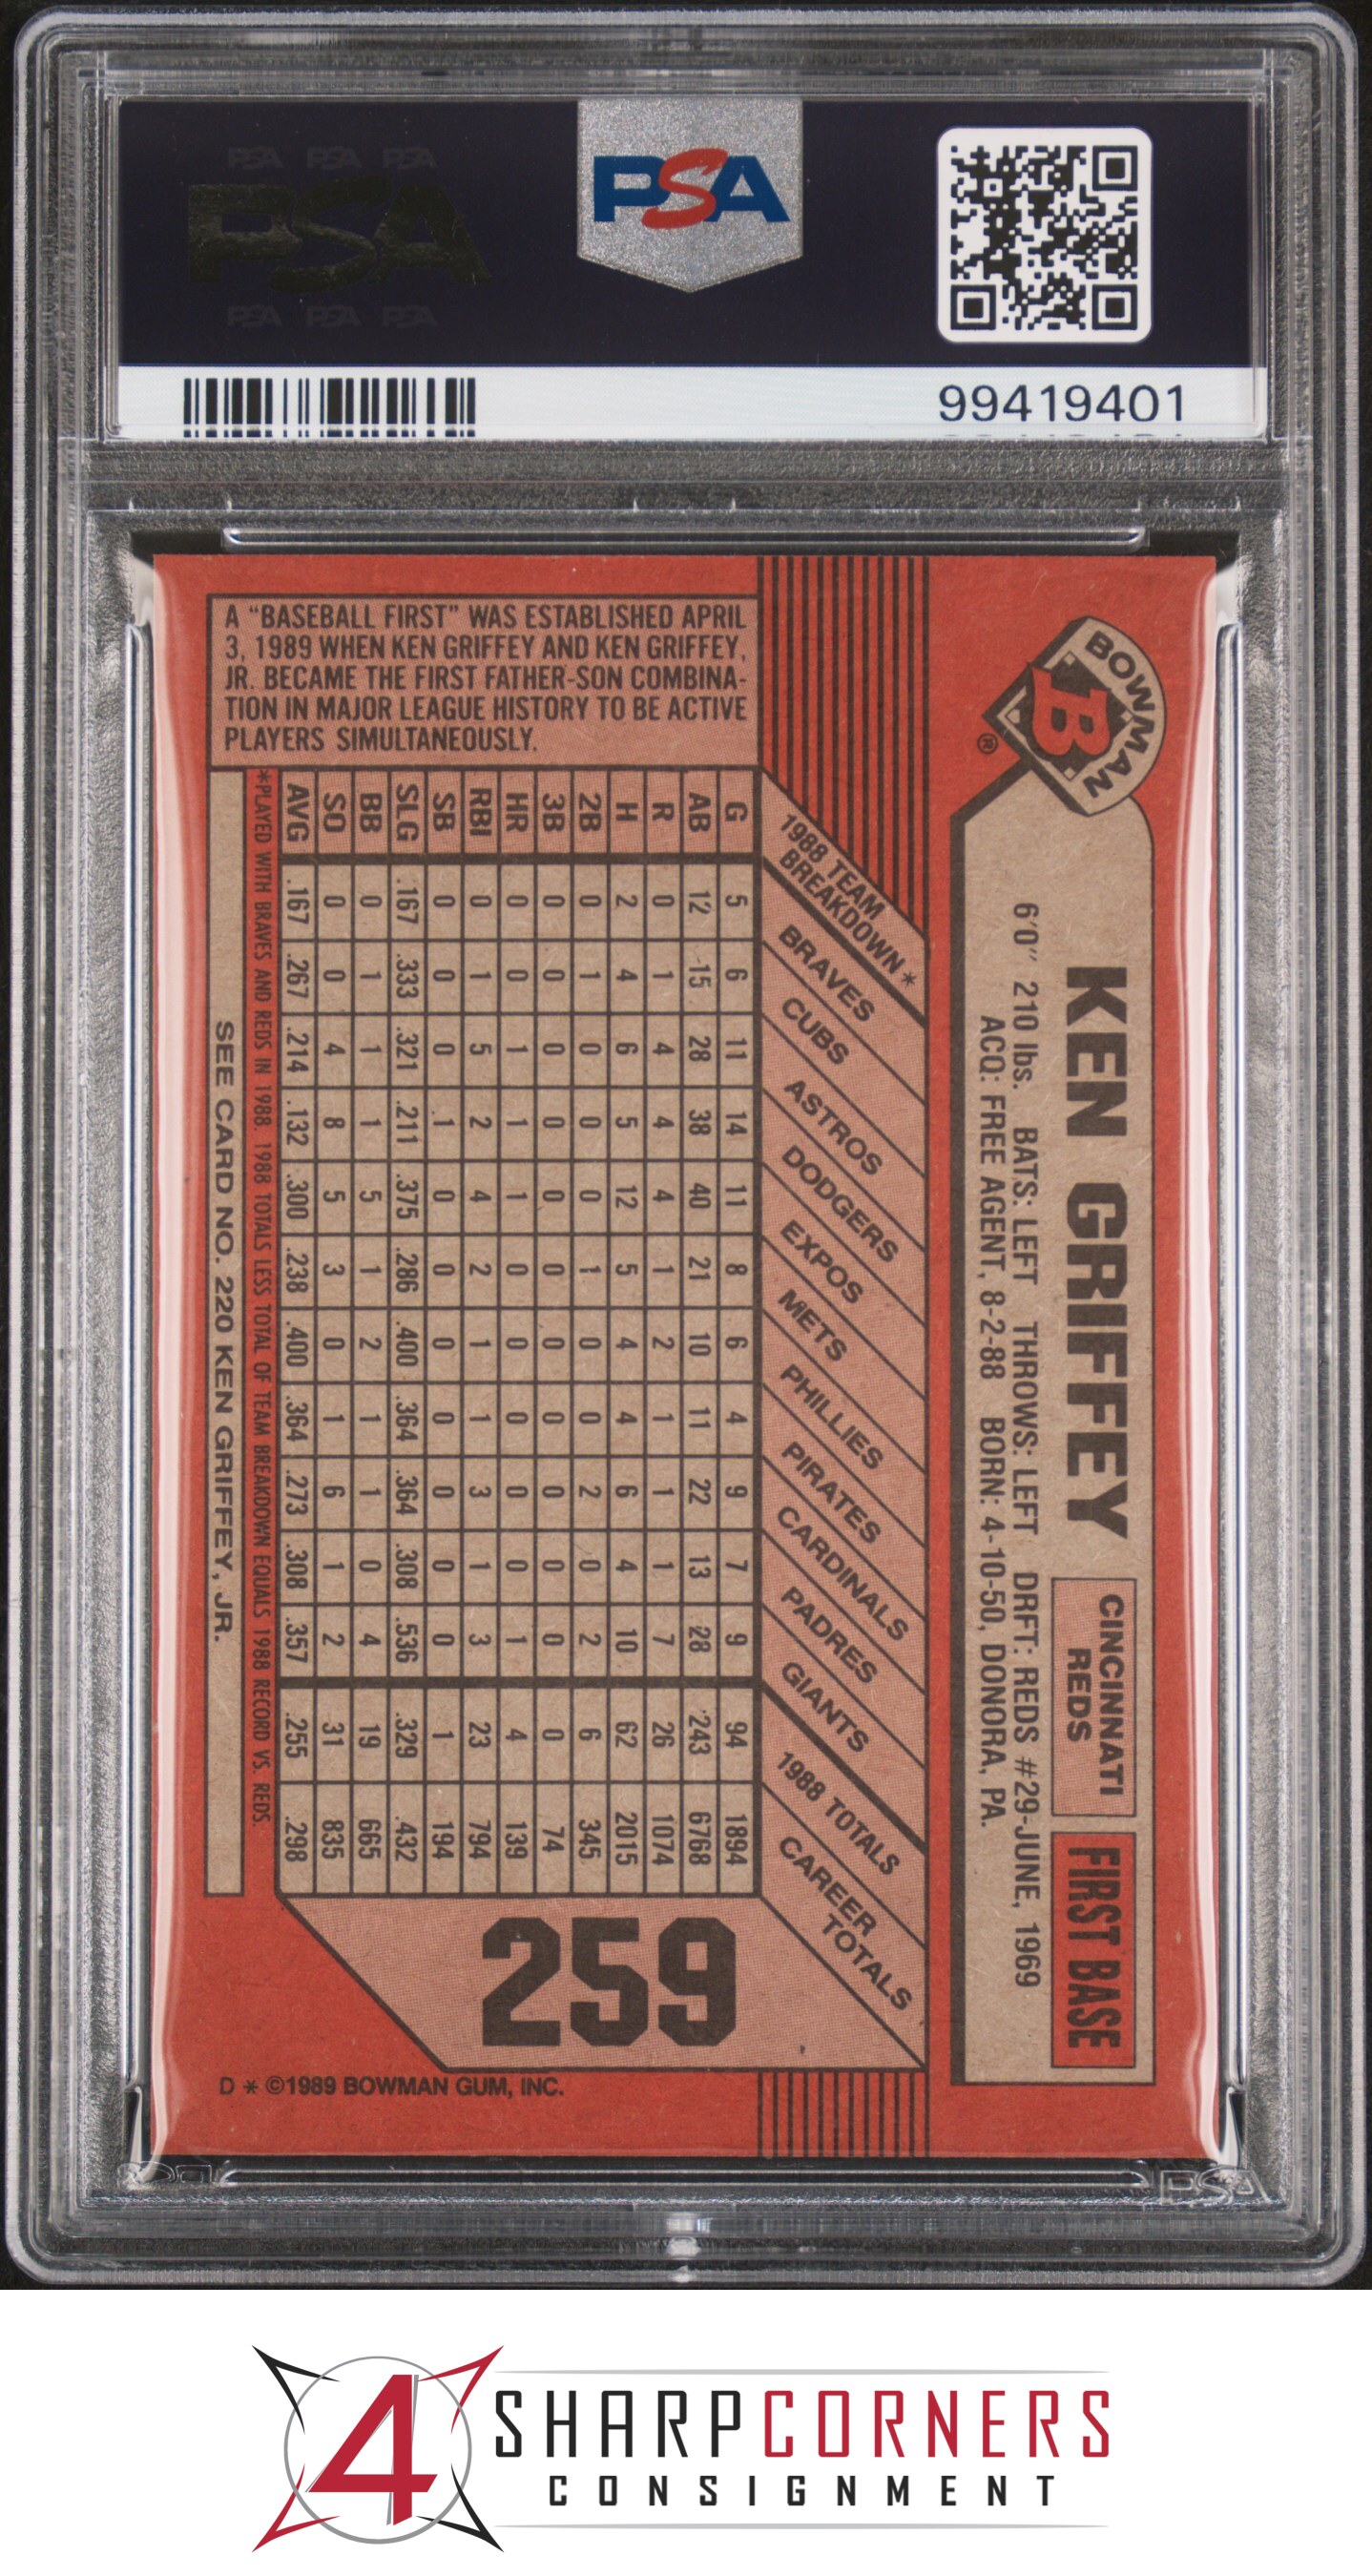 PSA PSA PSA
PSA
PSA PSA PSA
PSA
99419401
BOWMAN
B
®
KEN GRIFFEY
CINCINNATI
REDS
FIRST BASE
6'0" 210 lbs. BATS: LEFT THROWS: LEFT DRFT: REDS #29-JUNE, 1969
ACQ: FREE AGENT, 8-2-88 BORN: 4-10-50, DONORA, PA.
A "BASEBALL FIRST" WAS ESTABLISHED APRIL
3, 1989 WHEN KEN GRIFFEY AND KEN GRIFFEY,
JR. BECAME THE FIRST FATHER-SON COMBINA-
TION IN MAJOR LEAGUE HISTORY TO BE ACTIVE
PLAYERS SIMULTANEOUSLY.
1988 TEAM
BREAKDOWN* BRAVES CUBS ASTROS DODGERS EXPOS METS PHILLIES PIRATES CARDINALS PADRES GIANTS 1988 TOTALS CAREER TOTALS
G 5 6 11 14 11 8 6 4 9 7 9 94 1894
AB 12 15 28 38 40 21 10 11 22 13 28 243 6768
R 0 1 4 4 4 1 2 1 1 1 7 26 1074
H 2 4 6 5 12 5 4 4 6 4 10 62 2015
2B 0 1 0 0 0 1 0 0 2 0 2 6 345
3B 0 0 0 0 0 0 0 0 0 0 0 0 74
HR 0 0 1 1 1 0 0 0 0 0 1 4 139
RBI 0 1 5 2 4 2 1 1 3 1 3 23 794
SB 0 0 0 1 0 0 0 0 0 0 0 1 194
SLG .167 .333 .321 .211 .375 .286 .400 .364 .364 .308 .536 .329 .432
BB 0 1 1 1 5 1 2 1 1 0 4 19 665
SO 0 0 4 8 5 3 0 1 6 1 2 31 835
AVG .167 .267 .214 .132 .300 .238 .400 .364 .273 .308 .357 .255 .298
*PLAYED WITH BRAVES AND REDS IN 1988. 1988 TOTALS LESS TOTAL OF TEAM BREAKDOWN EQUALS 1988 RECORD VS. REDS.
SEE CARD NO. 220 KEN GRIFFEY, JR.
259
D * ©1989 BOWMAN GUM, INC.
PSA
4
SHARPCORNERS
CONSIGNMENT